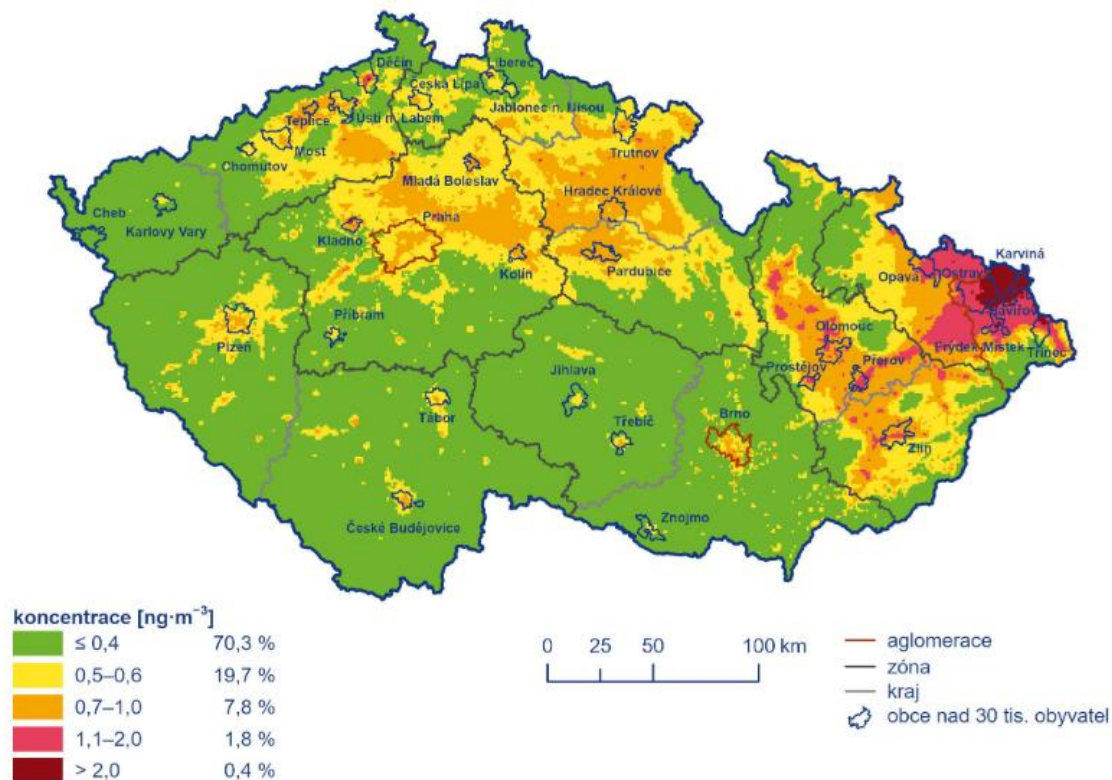 Děčín
Liberec
Česká Lípa
Jablonec n. Nisou
Teplice
Ústí n. Labem
Most
Chomutov
Trutnov
Mladá Boleslav
Hradec Králové
Cheb
Karlovy Vary
Praha
Kladno
Kolín
Pardubice
Karviná
Opava
Ostrava
Havířov
Frýdek-Místek
Třinec
Plzeň
Příbram
Olomouc
Přerov
Prostějov
Jihlava
Tábor
Třebíč
Brno
Zlín
České Budějovice
Znojmo
koncentrace [ng·m⁻³]
≤ 0,4 70,3 %
0,5–0,6 19,7 %
0,7–1,0 7,8 %
1,1–2,0 1,8 %
> 2,0 0,4 %
0 25 50 100 km
aglomerace
zóna
kraj
obce nad 30 tis. obyvatel